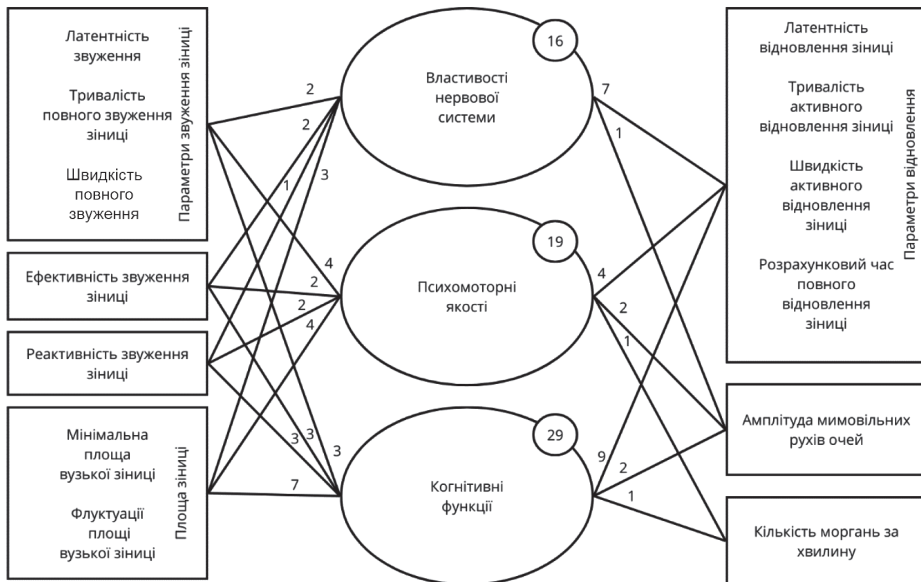 Латентність
звуження
Тривалість
повного звуження
зіниці
Швидкість
повного
звуження
Параметри звуження зіниці
Ефективність звуження
зіниці
Реактивність звуження
зіниці
Мінімальна
площа
вузької зіниці
Флуктуації
площі
вузької зіниці
Площа зіниці
2
2
1
3
4
2
2
4
3
3
3
7
16
Властивості
нервової
системи
19
Психомоторні
якості
29
Когнітивні
функції
7
1
4
2
1
9
2
1
Латентність
відновлення зіниці
Тривалість
активного
відновлення зіниці
Швидкість
активного
відновлення
зіниці
Розрахунковий час
повного
відновлення
зіниці
Параметри відновлення
Амплітуда мимовільних
рухів очей
Кількість моргань за
хвилину